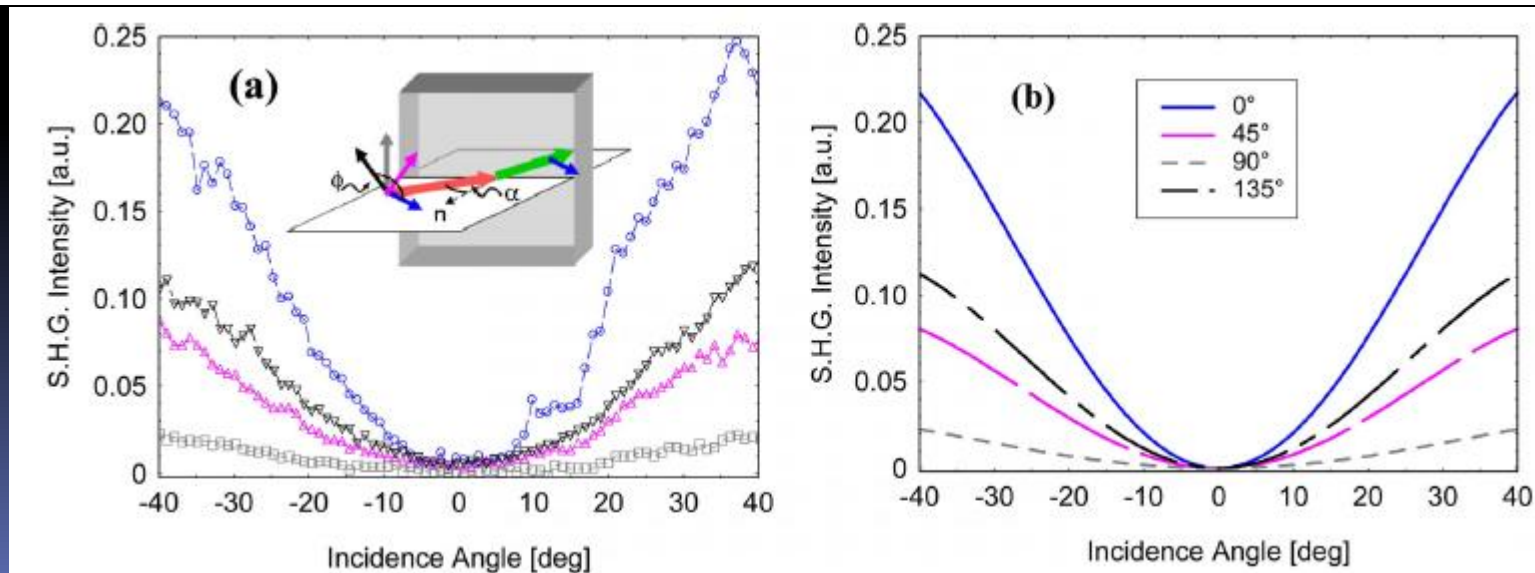 (a)
S.H.G. Intensity [a.u.]
0.25
0.20
0.15
0.10
0.05
0
-40 -30 -20 -10 0 10 20 30 40
Incidence Angle [deg]
ϕ
n
α
(b)
S.H.G. Intensity [a.u.]
0.25
0.20
0.15
0.10
0.05
0
-40 -30 -20 -10 0 10 20 30 40
Incidence Angle [deg]
0°
45°
90°
135°